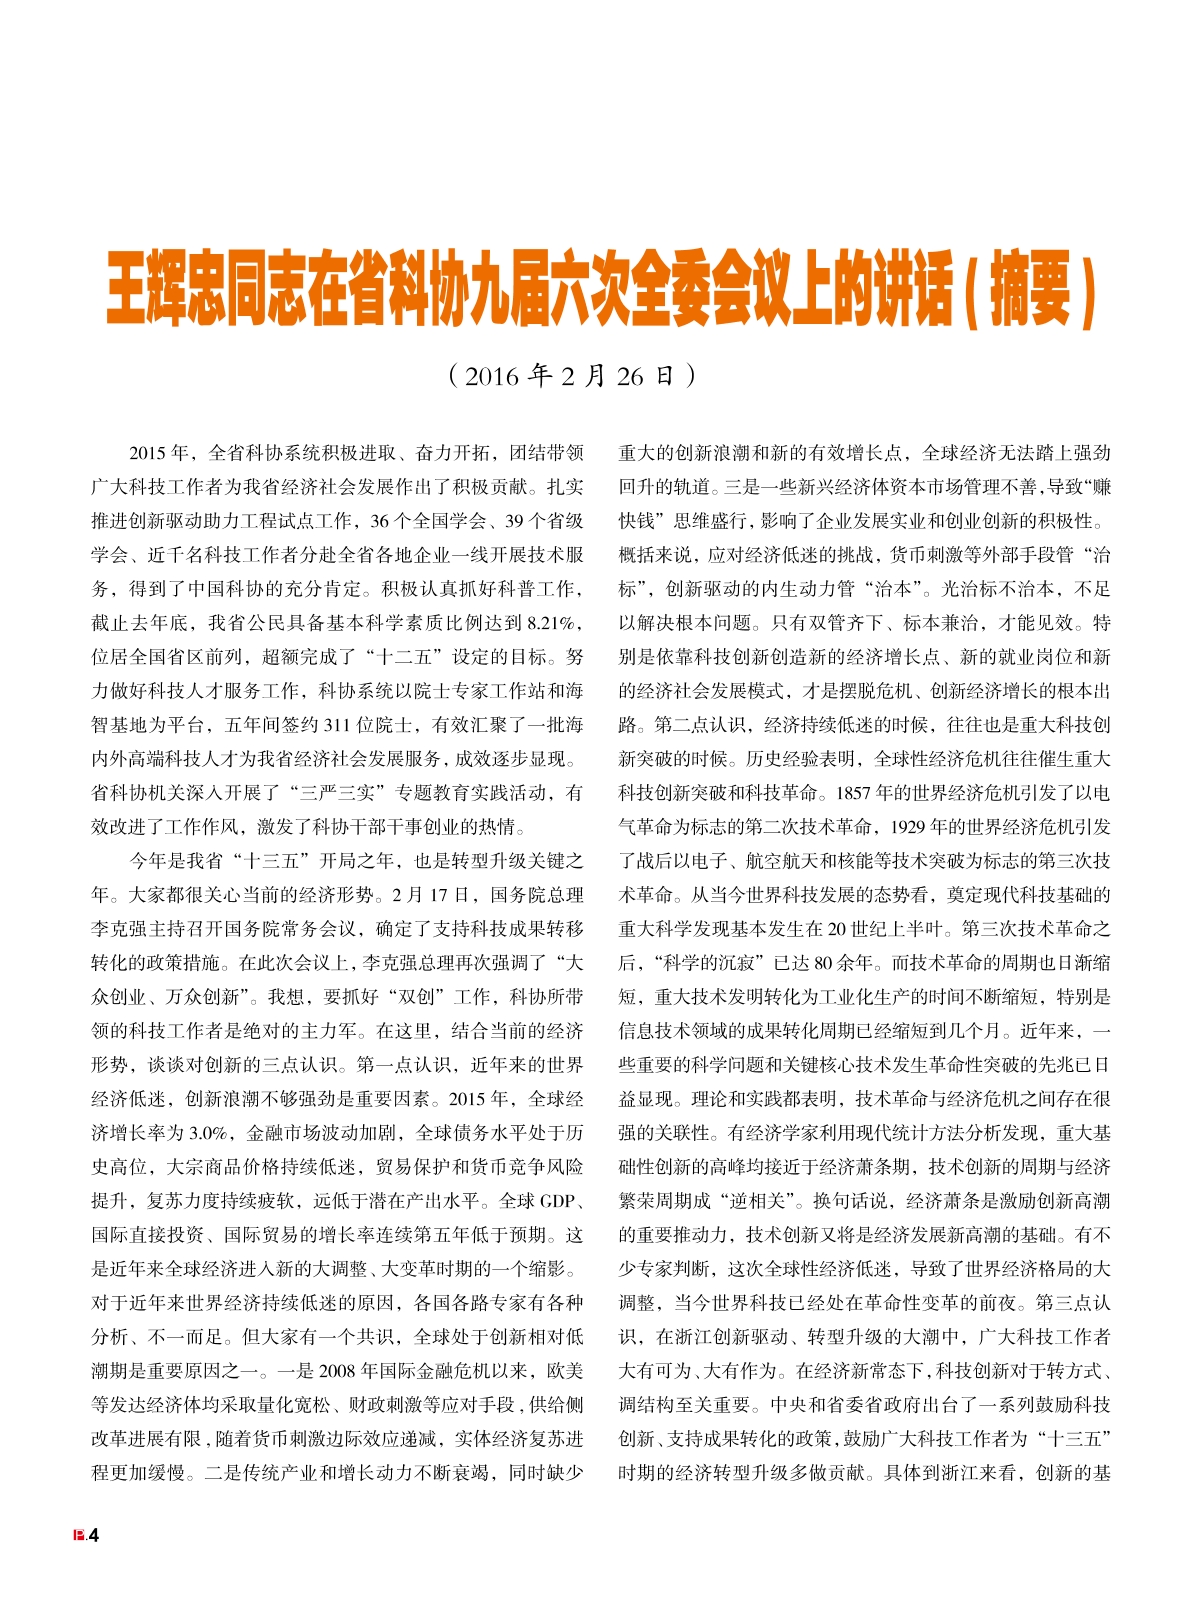 王辉忠同志在省科协九届六次全委会议上的讲话（摘要）
（2016 年 2 月 26 日）
2015 年，全省科协系统积极进取、奋力开拓，团结带领
广大科技工作者为我省经济社会发展作出了积极贡献。扎实
推进创新驱动助力工程试点工作，36 个全国学会、39 个省级
学会、近千名科技工作者分赴全省各地企业一线开展技术服
务，得到了中国科协的充分肯定。积极认真抓好科普工作，
截止去年底，我省公民具备基本科学素质比例达到 8.21%，
位居全国省区前列，超额完成了“十二五”设定的目标。努
力做好科技人才服务工作，科协系统以院士专家工作站和海
智基地为平台，五年间签约 311 位院士，有效汇聚了一批海
内外高端科技人才为我省经济社会发展服务，成效逐步显现。
省科协机关深入开展了“三严三实”专题教育实践活动，有
效改进了工作作风，激发了科协干部干事创业的热情。
今年是我省“十三五”开局之年，也是转型升级关键之
年。大家都很关心当前的经济形势。2 月 17 日，国务院总理
李克强主持召开国务院常务会议，确定了支持科技成果转移
转化的政策措施。在此次会议上，李克强总理再次强调了“大
众创业、万众创新”。我想，要抓好“双创”工作，科协所带
领的科技工作者是绝对的主力军。在这里，结合当前的经济
形势，谈谈对创新的三点认识。第一点认识，近年来的世界
经济低迷，创新浪潮不够强劲是重要因素。2015 年，全球经
济增长率为 3.0%，金融市场波动加剧，全球债务水平处于历
史高位，大宗商品价格持续低迷，贸易保护和货币竞争风险
提升，复苏力度持续疲软，远低于潜在产出水平。全球 GDP、
国际直接投资、国际贸易的增长率连续第五年低于预期。这
是近年来全球经济进入新的大调整、大变革时期的一个缩影。
对于近年来世界经济持续低迷的原因，各国各路专家有各种
分析、不一而足。但大家有一个共识，全球处于创新相对低
潮期是重要原因之一。一是 2008 年国际金融危机以来，欧美
等发达经济体均采取量化宽松、财政刺激等应对手段，供给侧
改革进展有限，随着货币刺激边际效应递减，实体经济复苏进
程更加缓慢。二是传统产业和增长动力不断衰竭，同时缺少
重大的创新浪潮和新的有效增长点，全球经济无法踏上强劲
回升的轨道。三是一些新兴经济体资本市场管理不善，导致“赚
快钱”思维盛行，影响了企业发展实业和创业创新的积极性。
概括来说，应对经济低迷的挑战，货币刺激等外部手段管“治
标”，创新驱动的内生动力管“治本”。光治标不治本，不足
以解决根本问题。只有双管齐下、标本兼治，才能见效。特
别是依靠科技创新创造新的经济增长点、新的就业岗位和新
的经济社会发展模式，才是摆脱危机、创新经济增长的根本出
路。第二点认识，经济持续低迷的时候，往往也是重大科技创
新突破的时候。历史经验表明，全球性经济危机往往催生重大
科技创新突破和科技革命。1857 年的世界经济危机引发了以电
气革命为标志的第二次技术革命，1929 年的世界经济危机引发
了战后以电子、航空航天和核能等技术突破为标志的第三次技
术革命。从当今世界科技发展的态势看，奠定现代科技基础的
重大科学发现基本发生在 20 世纪上半叶。第三次技术革命之
后，“科学的沉寂”已达 80 余年。而技术革命的周期也日渐缩
短，重大技术发明转化为工业化生产的时间不断缩短，特别是
信息技术领域的成果转化周期已经缩短到几个月。近年来，一
些重要的科学问题和关键核心技术发生革命性突破的先兆已日
益显现。理论和实践都表明，技术革命与经济危机之间存在很
强的关联性。有经济学家利用现代统计方法分析发现，重大基
础性创新的高峰均接近于经济萧条期，技术创新的周期与经济
繁荣周期成“逆相关”。换句话说，经济萧条是激励创新高潮
的重要推动力，技术创新又将是经济发展新高潮的基础。有不
少专家判断，这次全球性经济低迷，导致了世界经济格局的大
调整，当今世界科技已经处在革命性变革的前夜。第三点认
识，在浙江创新驱动、转型升级的大潮中，广大科技工作者
大有可为、大有作为。在经济新常态下，科技创新对于转方式、
调结构至关重要。中央和省委省政府出台了一系列鼓励科技
创新、支持成果转化的政策，鼓励广大科技工作者为“十三五”
时期的经济转型升级多做贡献。具体到浙江来看，创新的基
P.4